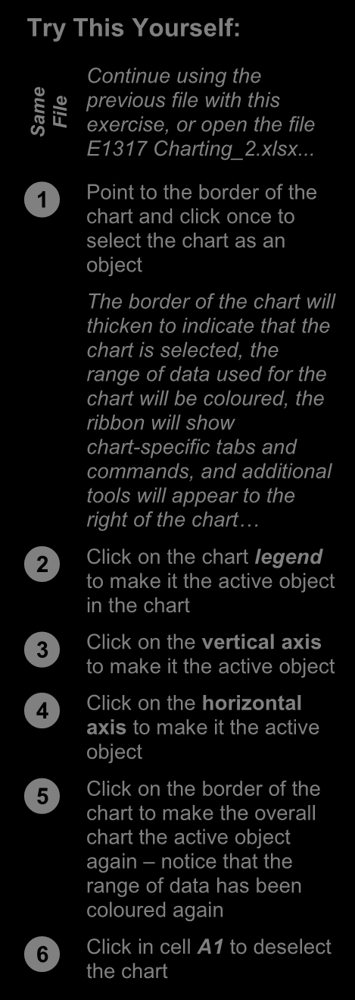 Try This Yourself:
Same
File
Continue using the
previous file with this
exercise, or open the file
E1317 Charting_2.xlsx...
1
Point to the border of the
chart and click once to
select the chart as an
object
The border of the chart will
thicken to indicate that the
chart is selected, the
range of data used for the
chart will be coloured, the
ribbon will show
chart-specific tabs and
commands, and additional
tools will appear to the
right of the chart…
2
Click on the chart legend
to make it the active object
in the chart
3
Click on the vertical axis
to make it the active object
4
Click on the horizontal
axis to make it the active
object
5
Click on the border of the
chart to make the overall
chart the active object
again – notice that the
range of data has been
coloured again
6
Click in cell A1 to deselect
the chart